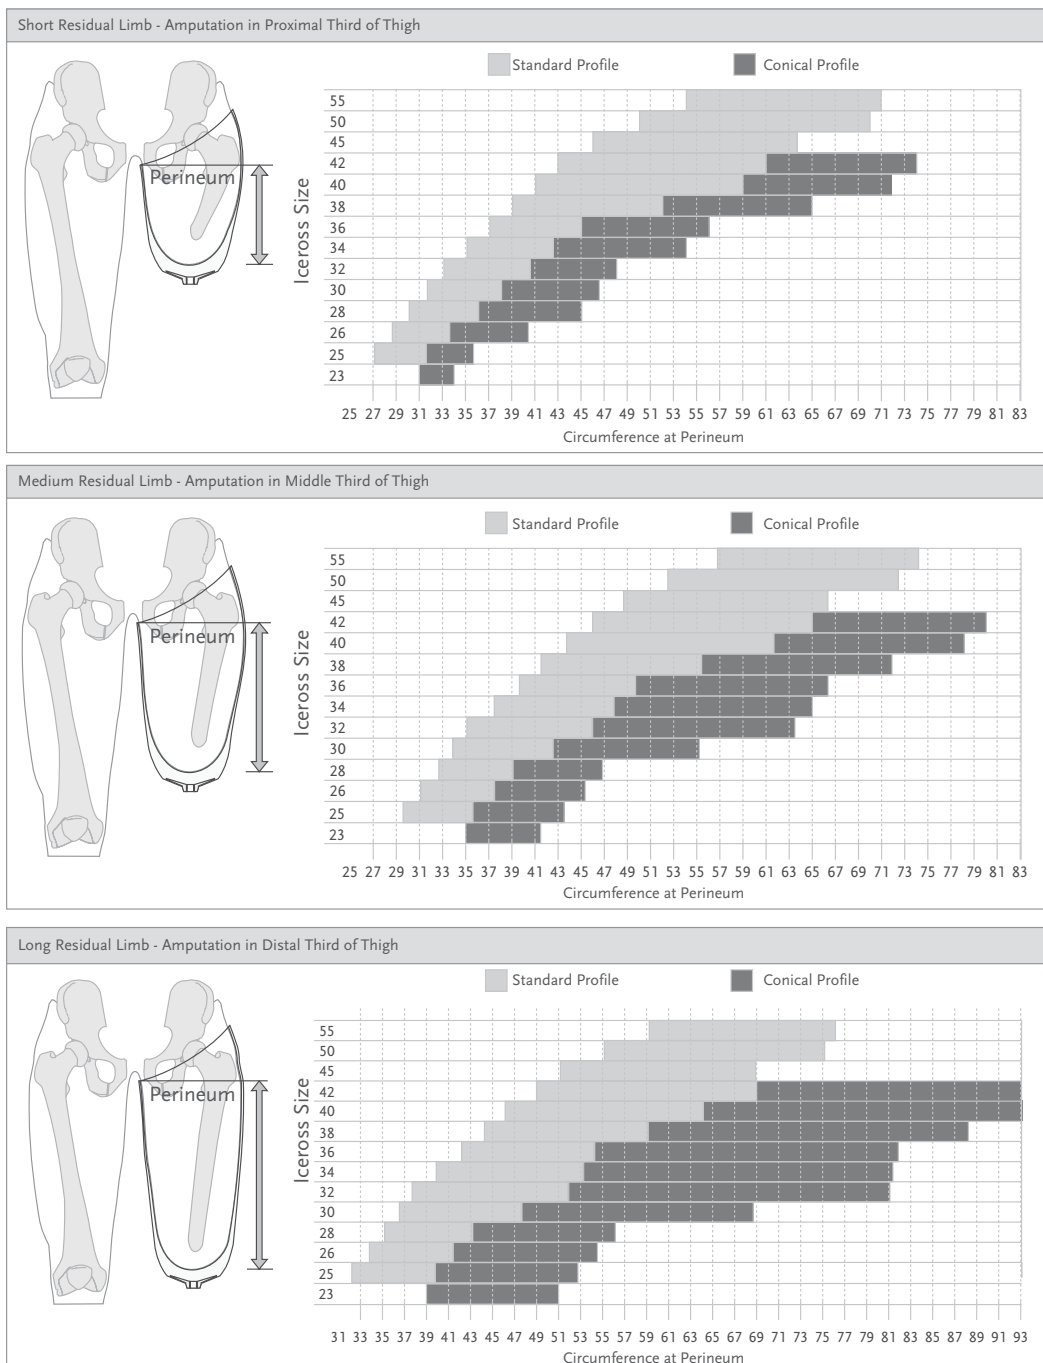 Short Residual Limb - Amputation in Proximal Third of Thigh
Standard Profile
Conical Profile
Perineum
Iceross Size
55
50
45
42
40
38
36
34
32
30
28
26
25
23
25 27 29 31 33 35 37 39 41 43 45 47 49 51 53 55 57 59 61 63 65 67 69 71 73 75 77 79 81 83
Circumference at Perineum
Medium Residual Limb - Amputation in Middle Third of Thigh
Standard Profile
Conical Profile
Perineum
Iceross Size
55
50
45
42
40
38
36
34
32
30
28
26
25
23
25 27 29 31 33 35 37 39 41 43 45 47 49 51 53 55 57 59 61 63 65 67 69 71 73 75 77 79 81 83
Circumference at Perineum
Long Residual Limb - Amputation in Distal Third of Thigh
Standard Profile
Conical Profile
Perineum
Iceross Size
55
50
45
42
40
38
36
34
32
30
28
26
25
23
31 33 35 37 39 41 43 45 47 49 51 53 55 57 59 61 63 65 67 69 71 73 75 77 79 81 83 85 87 89 91 93
Circumference at Perineum